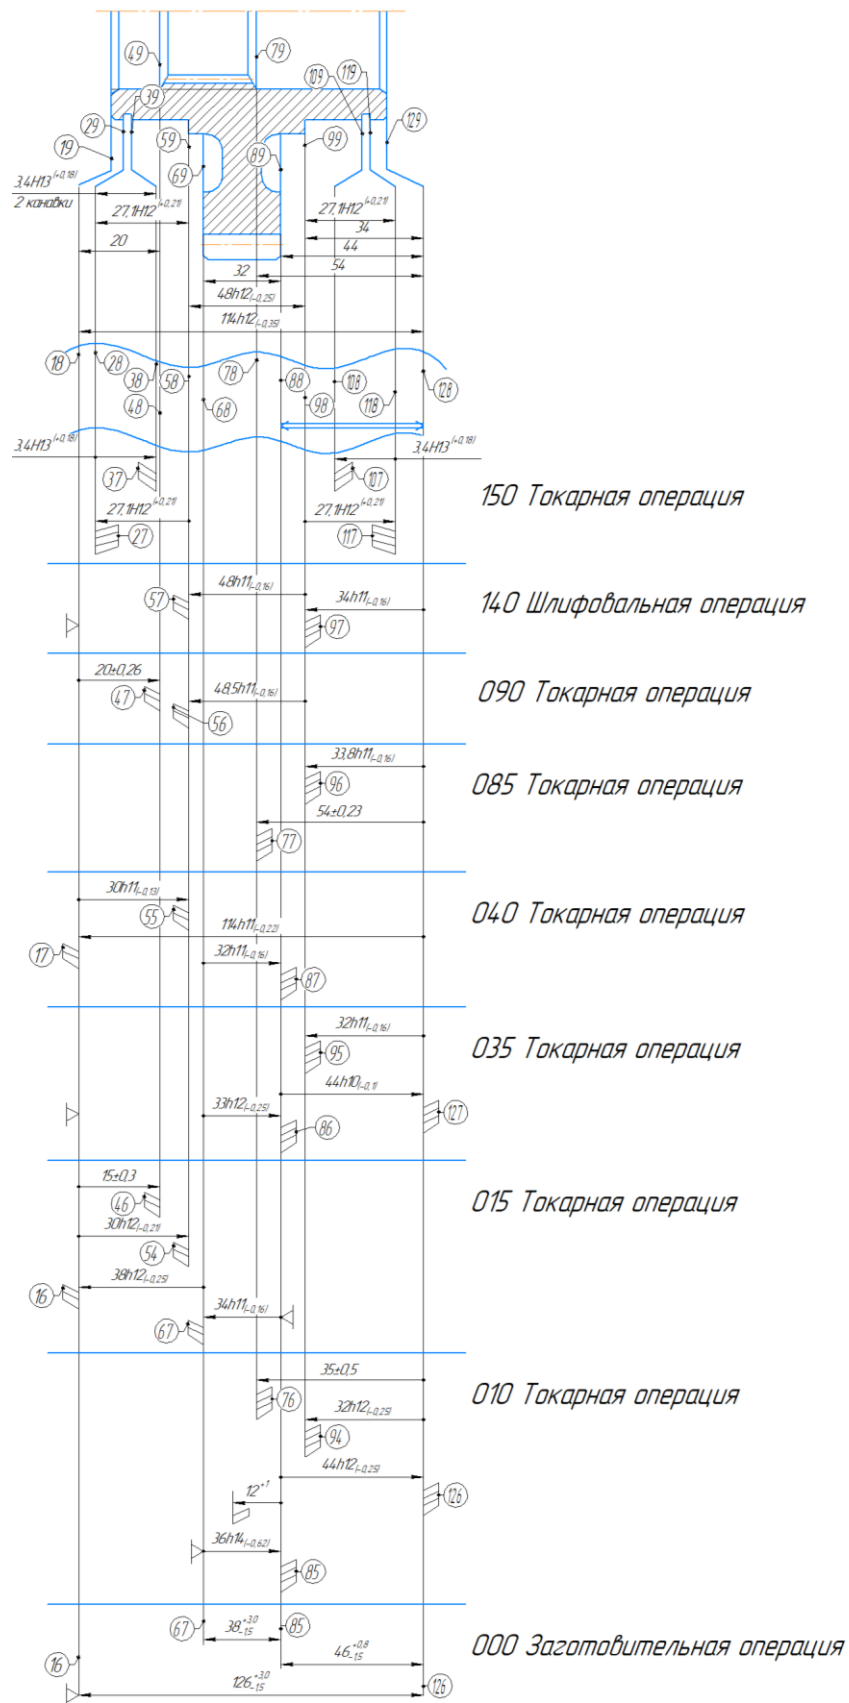 49
79
109
119
39
29
129
59
99
19
69
89
3,4H13(+0,18)
2 канавки
27,1H12(+0,21)
27,1H12(+0,21)
20
34
44
54
32
48h12(-0,25)
114h12(-0,35)
18
28
38
58
78
88
108
128
48
68
98
118
3,4H13(+0,18)
3,4H13(+0,18)
37
107
150 Токарная операция
27,1H12(+0,21)
27,1H12(+0,21)
27
117
48h11(-0,16)
57
34h11(-0,16)
140 Шлифовальная операция
97
20±0,26
47
48,5h11(-0,16)
090 Токарная операция
56
33,8h11(-0,16)
96
085 Токарная операция
54±0,23
77
30h11(-0,13)
55
040 Токарная операция
114h11(-0,22)
17
32h11(-0,16)
87
32h11(-0,16)
95
035 Токарная операция
44h10(-0,1)
33h12(-0,25)
127
86
15±0,3
46
015 Токарная операция
30h12(-0,21)
54
38h12(-0,25)
16
34h11(-0,16)
67
35±0,5
76
010 Токарная операция
32h12(-0,25)
94
44h12(-0,25)
12+1
126
36h14(-0,62)
85
67
38+3,0-1,5
85
46+0,8-1,5
000 Заготовительная операция
16
126+3,0-1,5
126